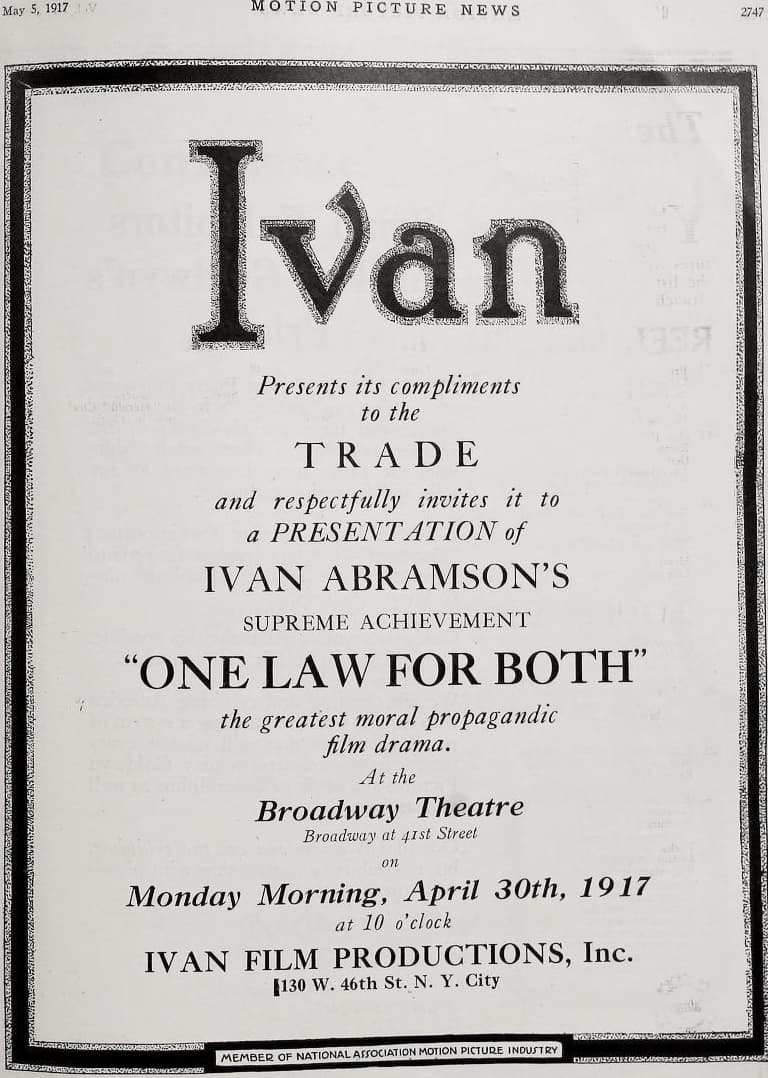 May 5, 1917
MOTION PICTURE NEWS
2747
Ivan
Presents its compliments
to the
TRADE
and respectfully invites it to
a PRESENTATION of
IVAN ABRAMSON'S
SUPREME ACHIEVEMENT
"ONE LAW FOR BOTH"
the greatest moral propagandic
film drama.
At the
Broadway Theatre
Broadway at 41st Street
on
Monday Morning, April 30th, 1917
at 10 o'clock
IVAN FILM PRODUCTIONS, Inc.
130 W. 46th St. N. Y. City
MEMBER OF NATIONAL ASSOCIATION MOTION PICTURE INDUSTRY